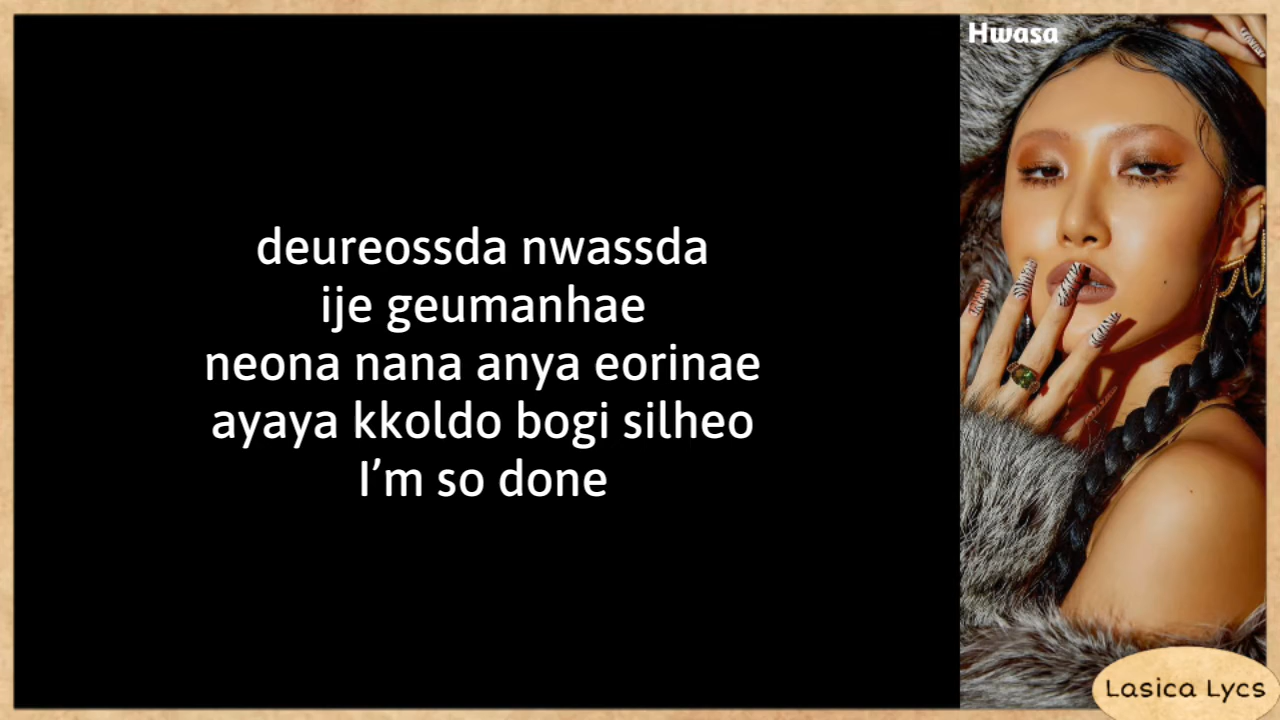 Hwasa
deureossda nwassda
ije geumanhae
neona nana anya eorinae
ayaya kkoldo bogi silheo
I’m so done
Lasica Lycs